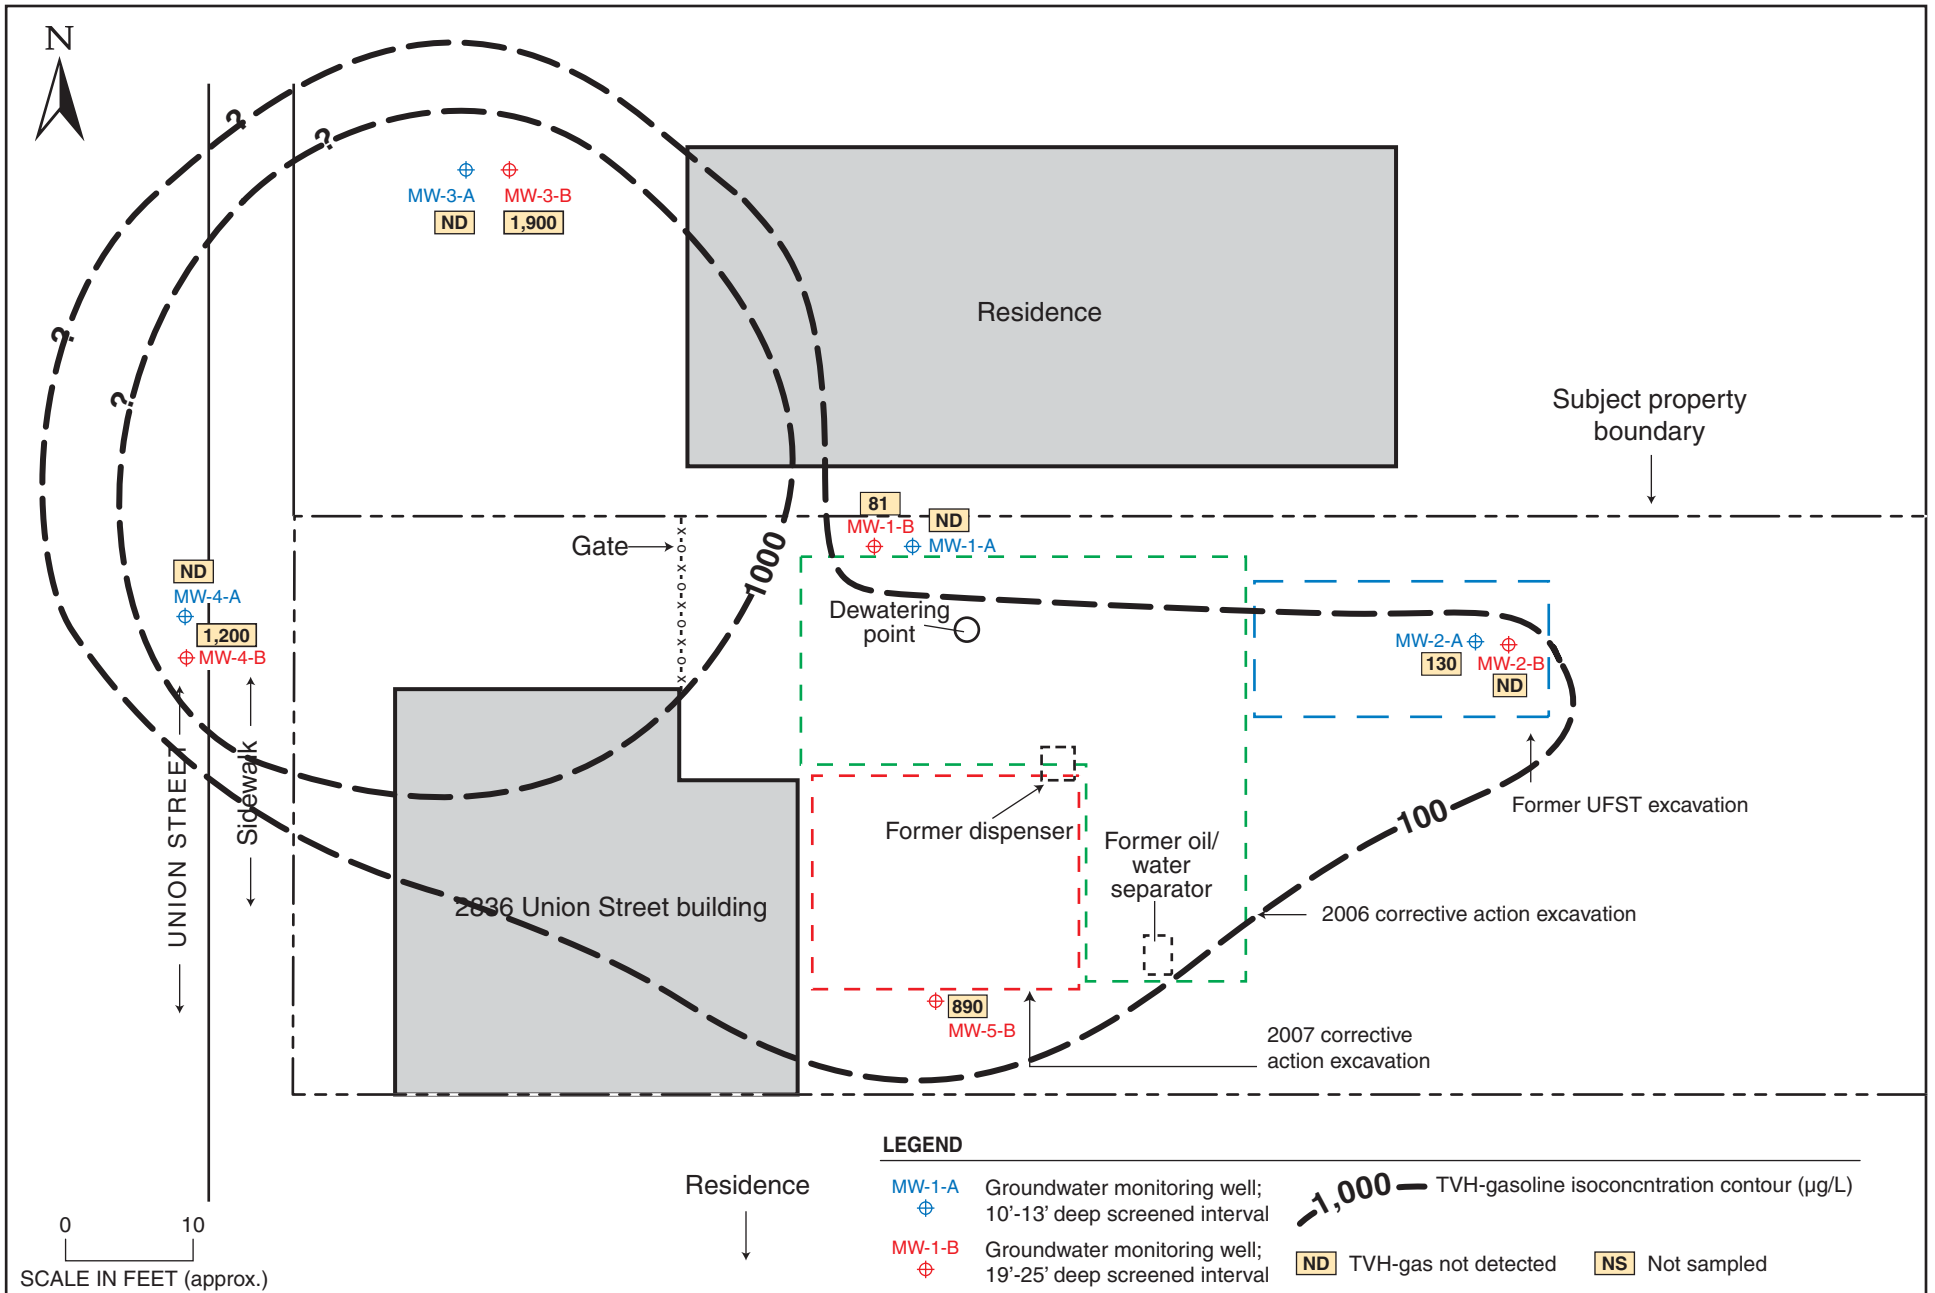 N
?
?
?
?
MW-3-A
MW-3-B
ND
1,900
Residence
Subject property
boundary
81
ND
MW-1-B
MW-1-A
Gate
xoxoxoxoxox
1000
ND
MW-4-A
1,200
MW-4-B
Dewatering
point
MW-2-A
130
MW-2-B
ND
UNION STREET
Sidewalk
Former UFST excavation
100
Former dispenser
Former oil/
water
separator
2836 Union Street building
2006 corrective action excavation
890
MW-5-B
2007 corrective
action excavation
Residence
LEGEND
MW-1-A
Groundwater monitoring well;
10’-13’ deep screened interval
MW-1-B
Groundwater monitoring well;
19’-25’ deep screened interval
1,000
TVH-gasoline isoconcntration contour (µg/L)
ND
TVH-gas not detected
NS
Not sampled
0
10
SCALE IN FEET (approx.)